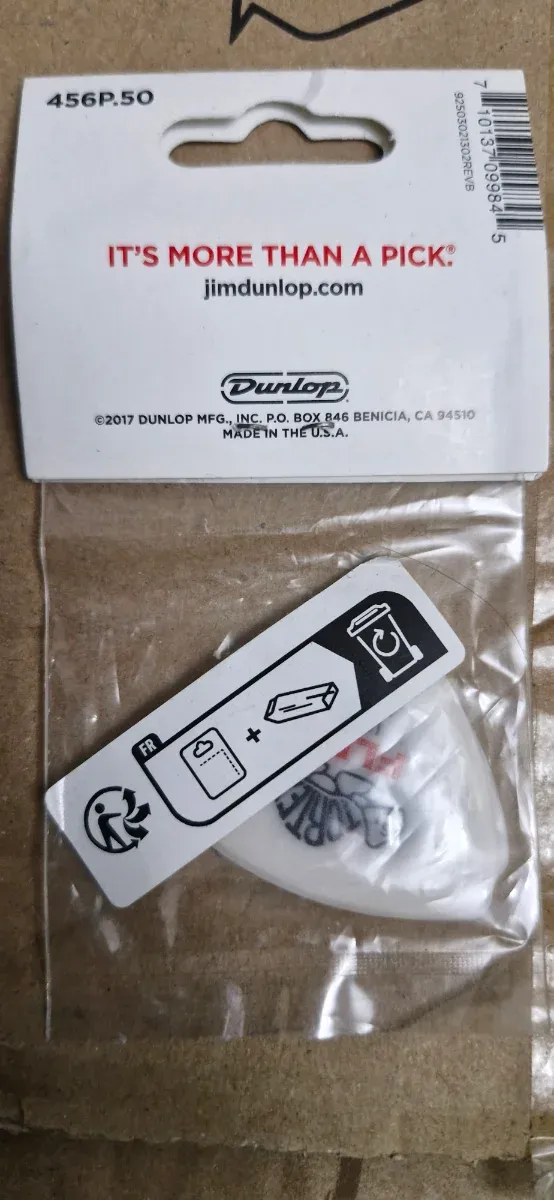 456P.50
7 10137 09984 5
92503021302REVB
IT'S MORE THAN A PICK.®
jimdunlop.com
Dunlop
©2017 DUNLOP MFG., INC. P.O. BOX 846 BENICIA, CA 94510
MADE IN THE U.S.A.
FR
+